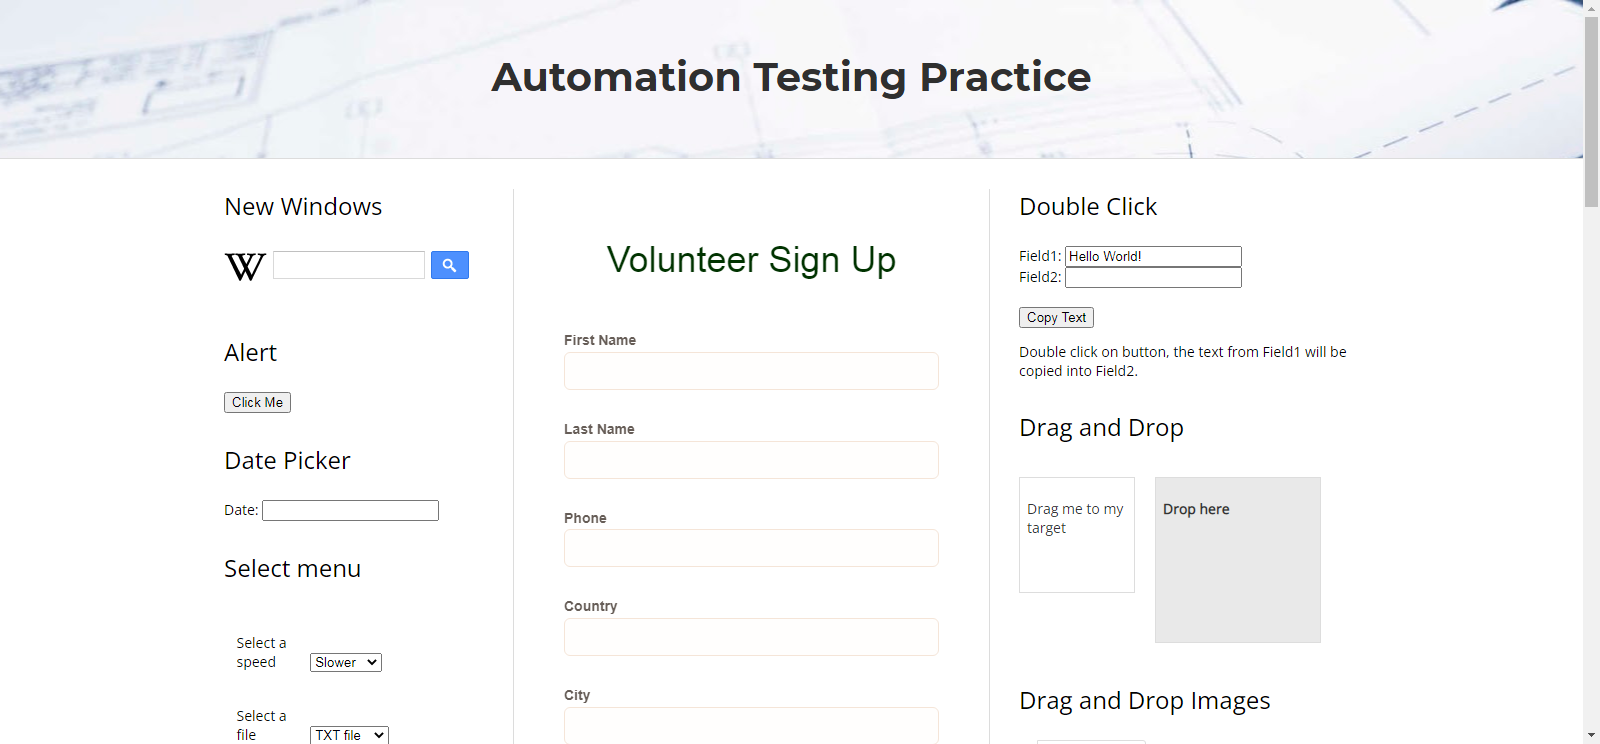 Automation Testing Practice
New Windows
W
Alert
Click Me
Date Picker
Date:
Select menu
Select a
speed
Slower
Select a
file
TXT file
Volunteer Sign Up
First Name
Last Name
Phone
Country
City
Double Click
Field1: Hello World!
Field2:
Copy Text
Double click on button, the text from Field1 will be
copied into Field2.
Drag and Drop
Drag me to my
target
Drop here
Drag and Drop Images